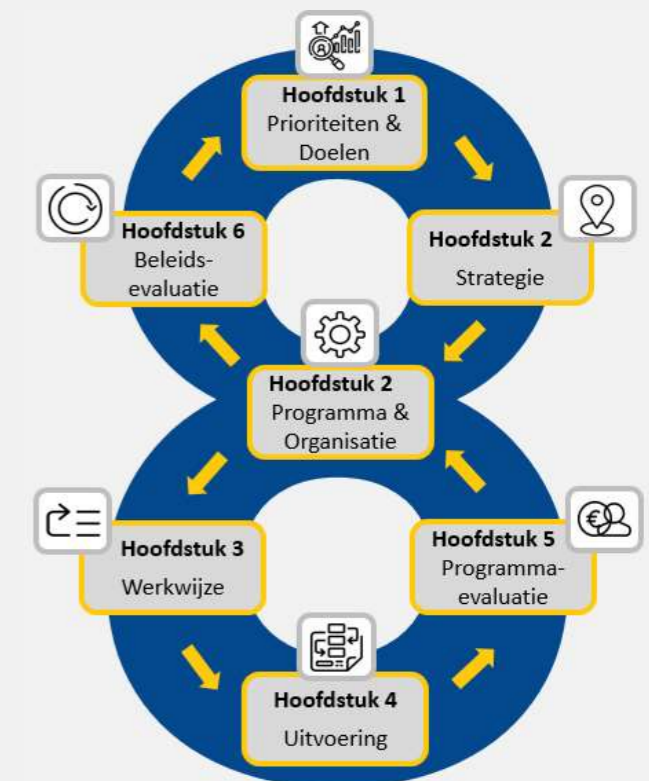 Hoofdstuk 1
Prioriteiten &
Doelen
Hoofdstuk 2
Strategie
Hoofdstuk 6
Beleids-
evaluatie
Hoofdstuk 2
Programma &
Organisatie
Hoofdstuk 3
Werkwijze
Hoofdstuk 5
Programma-
evaluatie
Hoofdstuk 4
Uitvoering